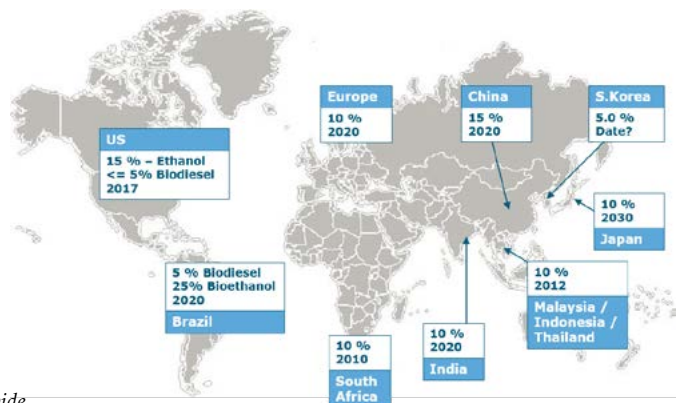 Europe
10 %
2020
China
15 %
2020
S.Korea
5.0 %
Date?
US
15 % – Ethanol
<= 5% Biodiesel
2017
10 %
2030
Japan
5 % Biodiesel
25% Bioethanol
2020
Brazil
10 %
2012
Malaysia /
Indonesia /
Thailand
10 %
2020
India
10 %
2010
South
Africa